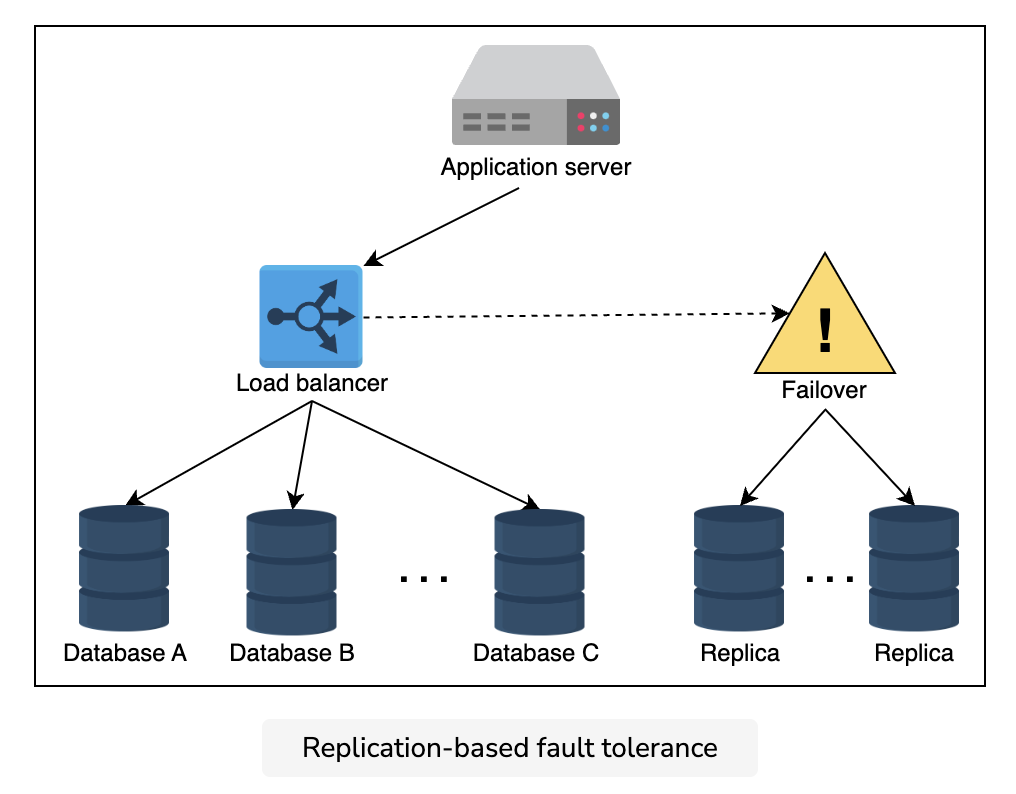 Application server
!
Load balancer
Failover
. . .
. . .
Database A
Database B
Database C
Replica
Replica
Replication-based fault tolerance